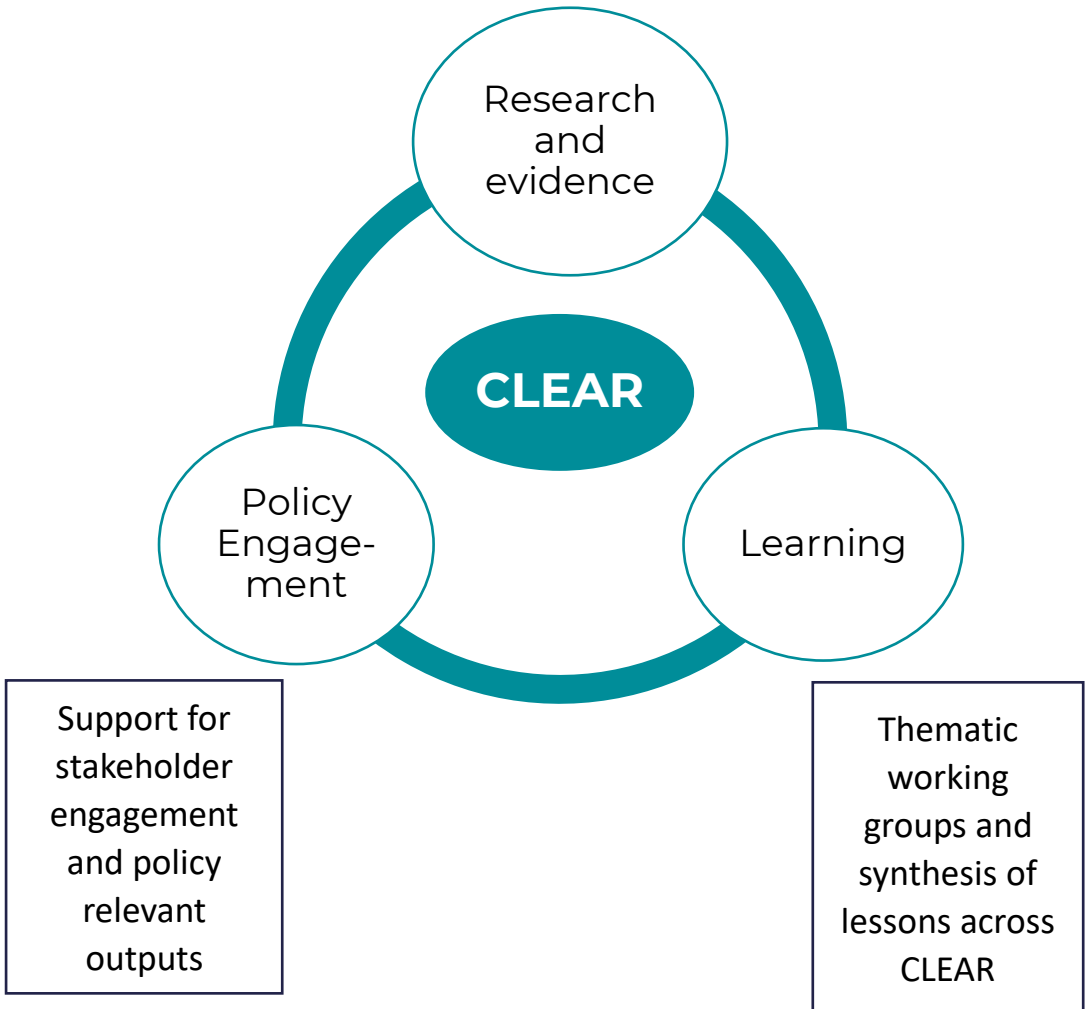 Research
and
evidence
CLEAR
Policy
Engage-
ment
Learning
Support for
stakeholder
engagement
and policy
relevant
outputs
Thematic
working
groups and
synthesis of
lessons across
CLEAR